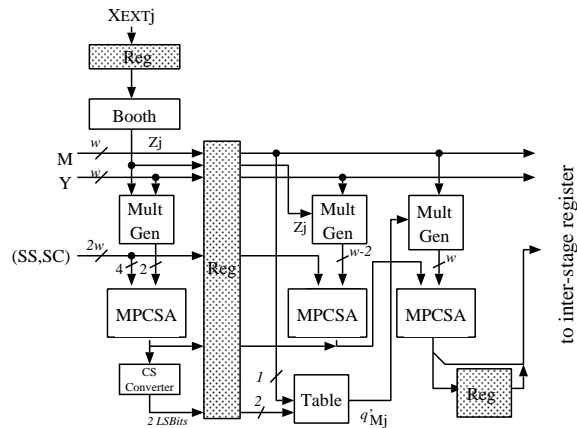 XEXTj
Reg
Booth
w
Zj
M
Y
w
Mult
Gen
Mult
Gen
Mult
Gen
Zj
(SS,SC)
2w
4
2
w-2
w
Reg
MPCSA
MPCSA
MPCSA
CS
Converter
1
Table
Reg
2
q'Mj
2 LSBits
to inter-stage register